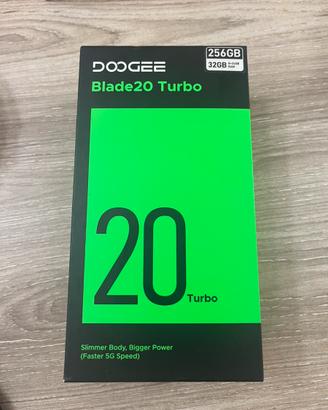 DOOGEE
256GB
32GB
Blade20 Turbo
20
Turbo
Slimmer Body, Bigger Power
(Faster 5G Speed)